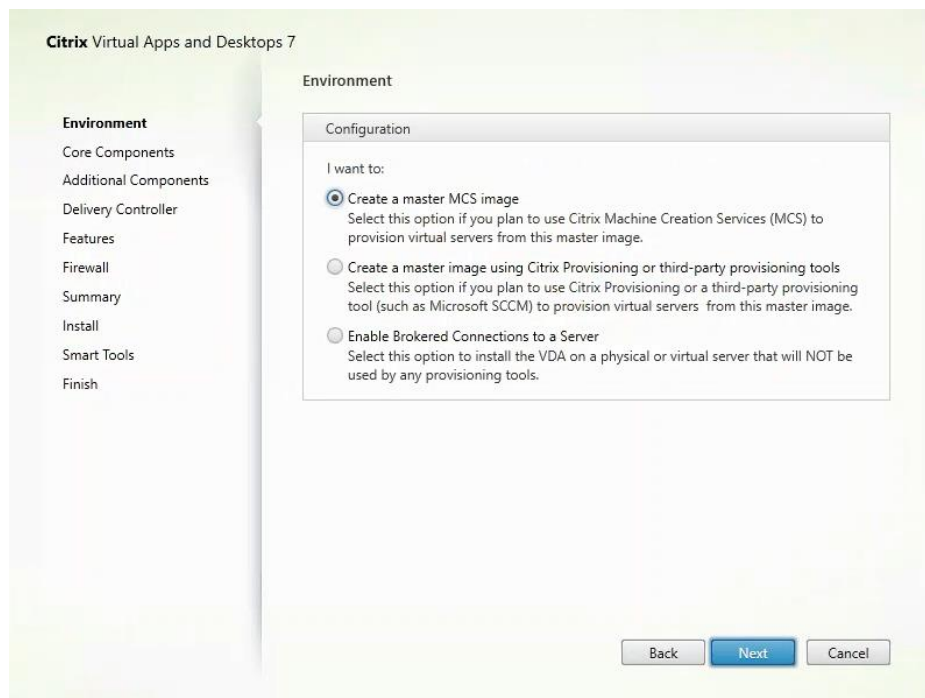 Citrix Virtual Apps and Desktops 7
Environment
Core Components
Additional Components
Delivery Controller
Features
Firewall
Summary
Install
Smart Tools
Finish
Environment
Configuration
I want to:
Create a master MCS image
Select this option if you plan to use Citrix Machine Creation Services (MCS) to
provision virtual servers from this master image.
Create a master image using Citrix Provisioning or third-party provisioning tools
Select this option if you plan to use Citrix Provisioning or a third-party provisioning
tool (such as Microsoft SCCM) to provision virtual servers from this master image.
Enable Brokered Connections to a Server
Select this option to install the VDA on a physical or virtual server that will NOT be
used by any provisioning tools.
Back
Next
Cancel